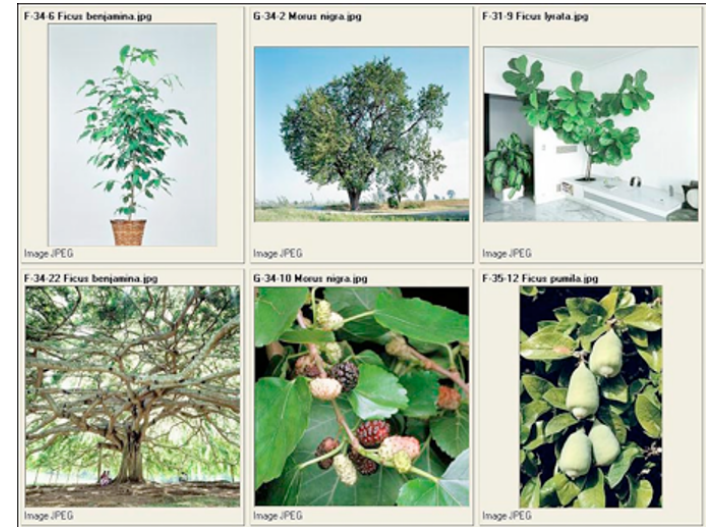 F-34-6 Ficus benjamina.jpg
G-34-2 Morus nigra.jpg
F-31-9 Ficus lyrata.jpg
Image JPEG
Image JPEG
Image JPEG
F-34-22 Ficus benjamina.jpg
G-34-10 Morus nigra.jpg
F-35-12 Ficus pumila.jpg
Image JPEG
Image JPEG
Image JPEG